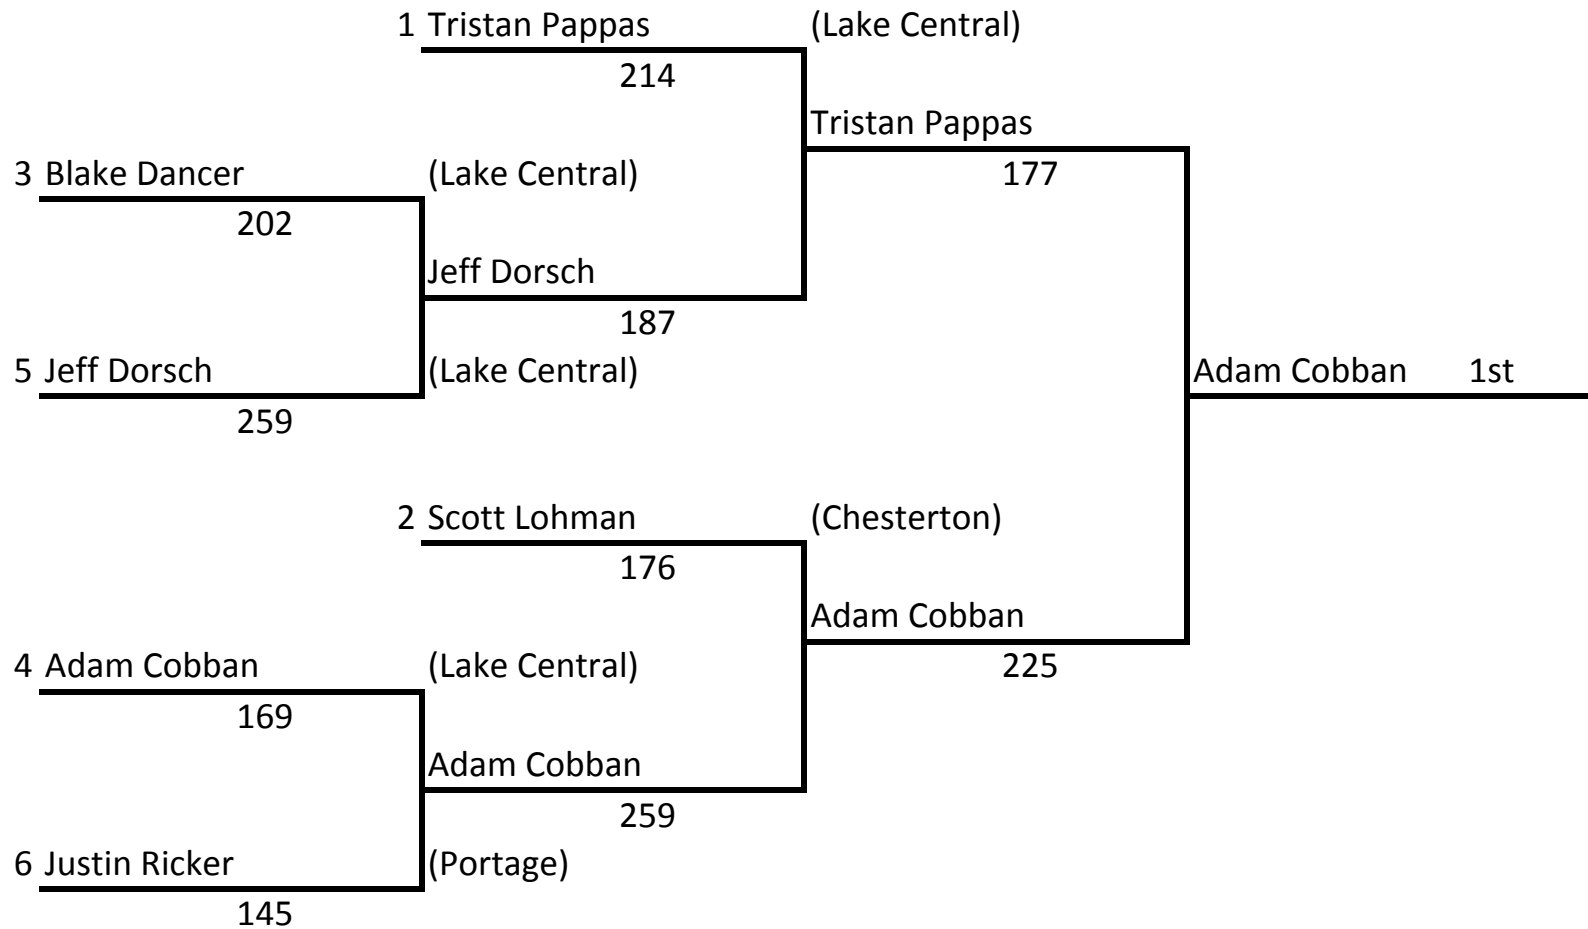 1 Tristan Pappas (Lake Central)
214
Tristan Pappas
3 Blake Dancer (Lake Central)
177
202
Jeff Dorsch
187
5 Jeff Dorsch (Lake Central)
Adam Cobban 1st
259
2 Scott Lohman (Chesterton)
176
Adam Cobban
4 Adam Cobban (Lake Central)
225
169
Adam Cobban
259
6 Justin Ricker (Portage)
145